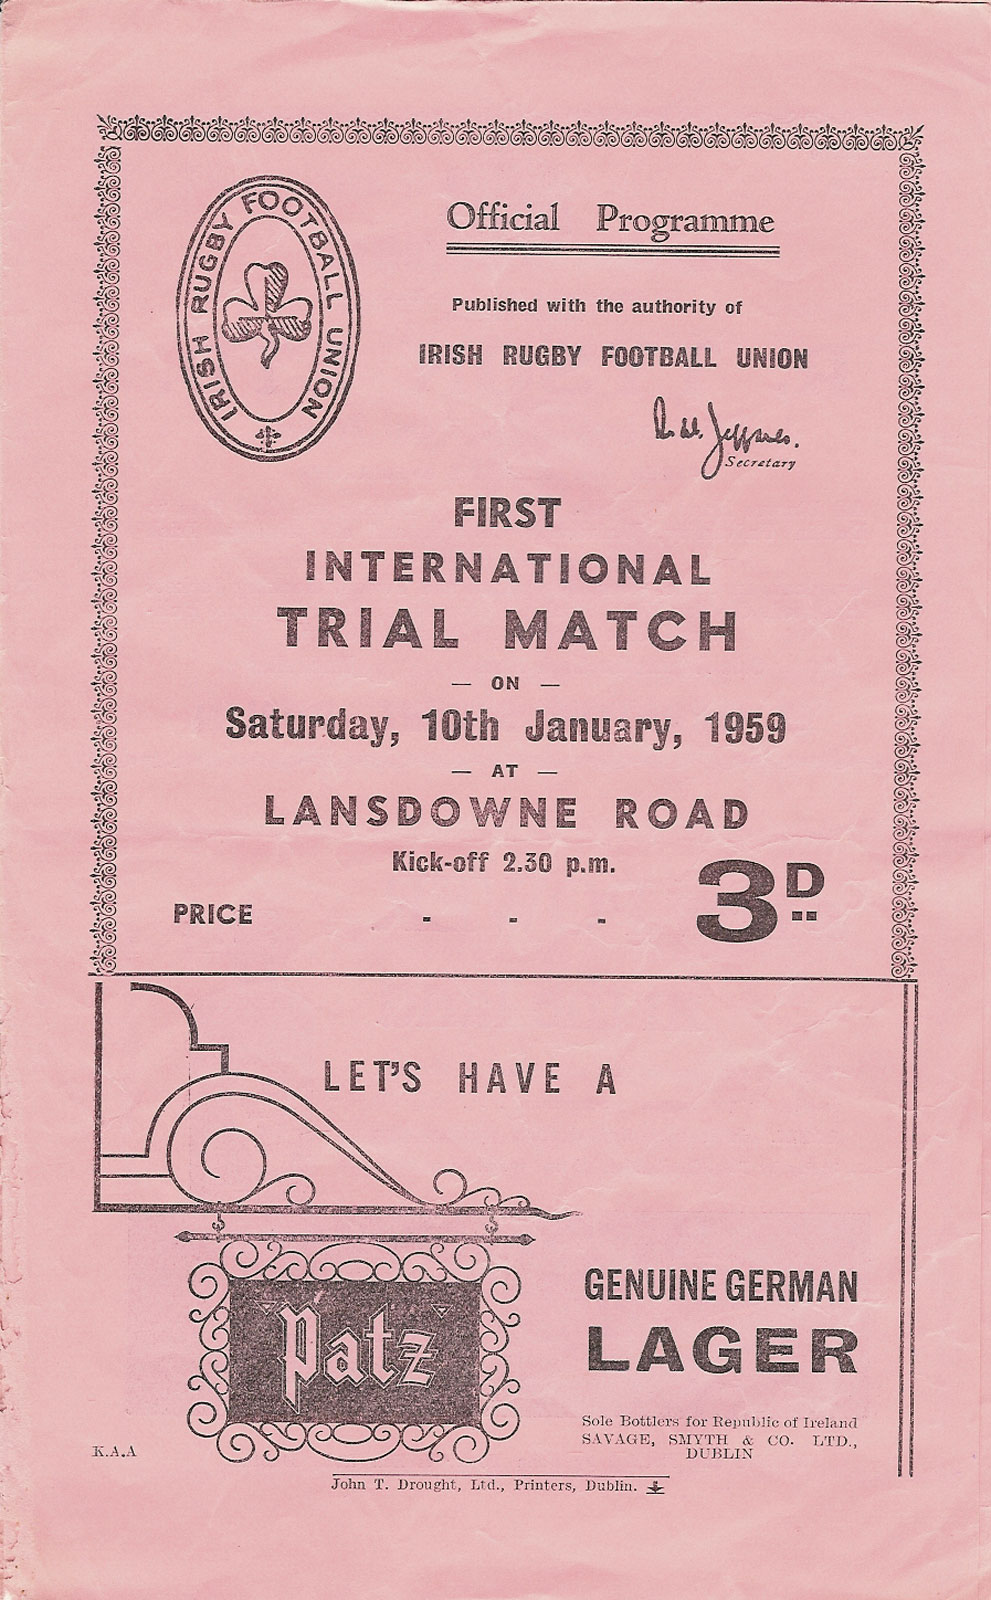 IRISH RUGBY FOOTBALL UNION
Official Programme
Published with the authority of
IRISH RUGBY FOOTBALL UNION
Secretary
FIRST
INTERNATIONAL
TRIAL MATCH
— ON —
Saturday, 10th January, 1959
— AT —
LANSDOWNE ROAD
Kick-off 2.30 p.m.
PRICE - - - 3D
LET'S HAVE A
Patz
GENUINE GERMAN
LAGER
Sole Bottlers for Republic of Ireland
SAVAGE, SMYTH & CO. LTD.,
DUBLIN
K.A.A
John T. Drought, Ltd., Printers, Dublin.